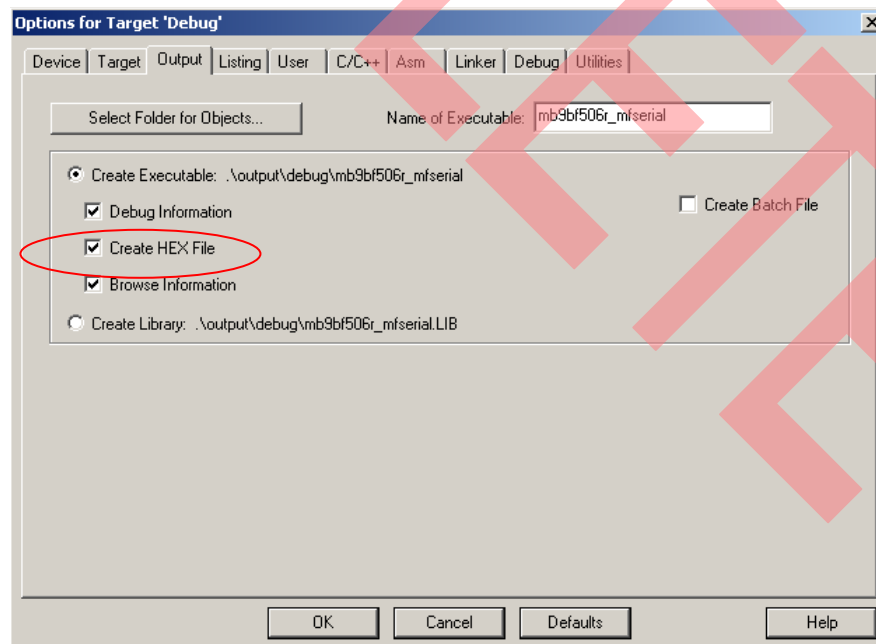 Options for Target 'Debug'
Device Target Output Listing User C/C++ Asm Linker Debug Utilities
Select Folder for Objects... Name of Executable: mb9bf506r_mfserial
Create Executable: .\output\debug\mb9bf506r_mfserial
Debug Information Create Batch File
Create HEX File
Browse Information
Create Library: .\output\debug\mb9bf506r_mfserial.LIB
OK Cancel Defaults Help